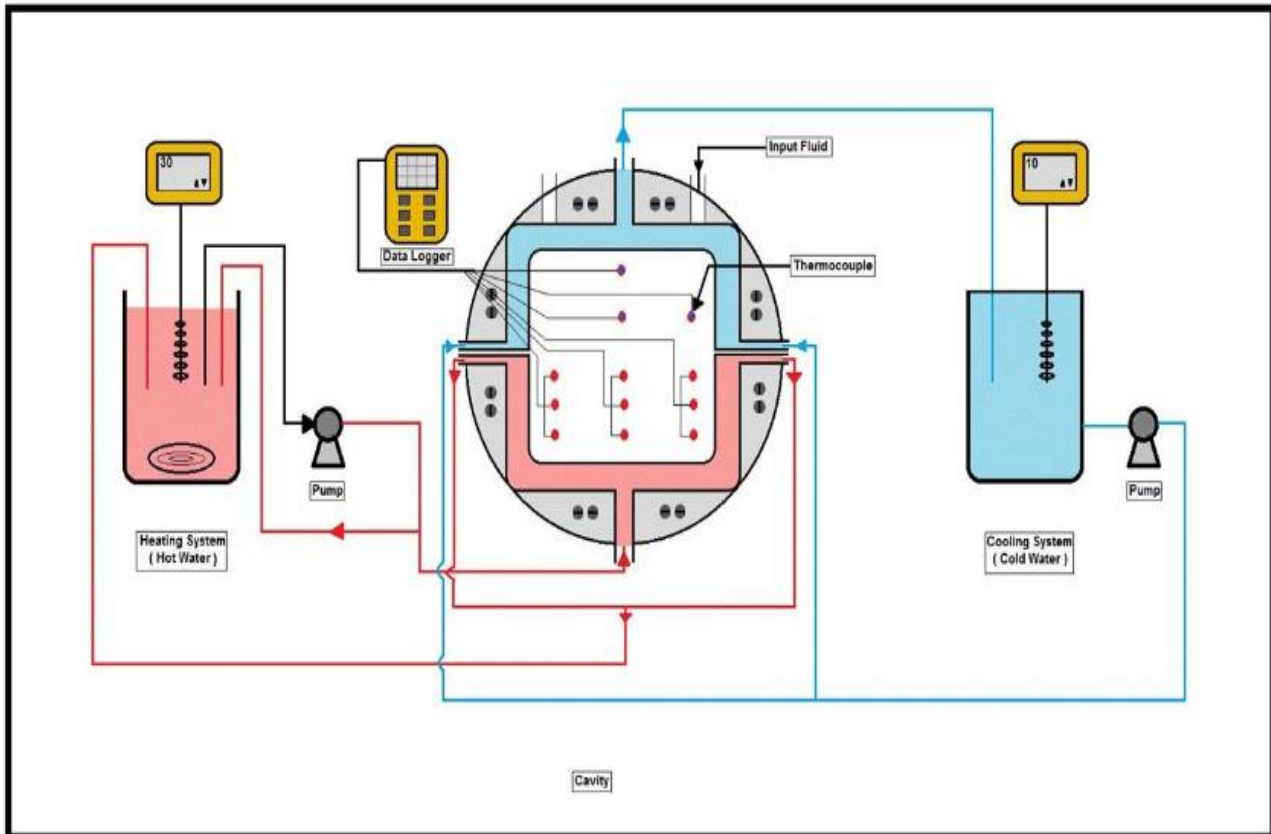 30
10
Input Fluid
Data Logger
Thermocouple
Pump
Pump
Heating System
( Hot Water )
Cooling System
( Cold Water )
Cavity